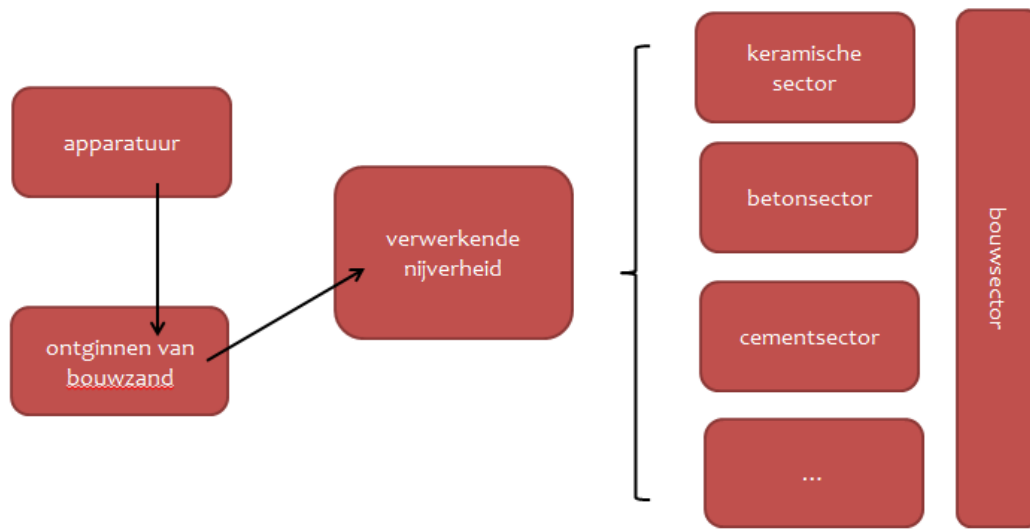 apparatuur
ontginnen van
bouwzand
verwerkende
nijverheid
keramische
sector
betonsector
cementsector
...
bouwsector